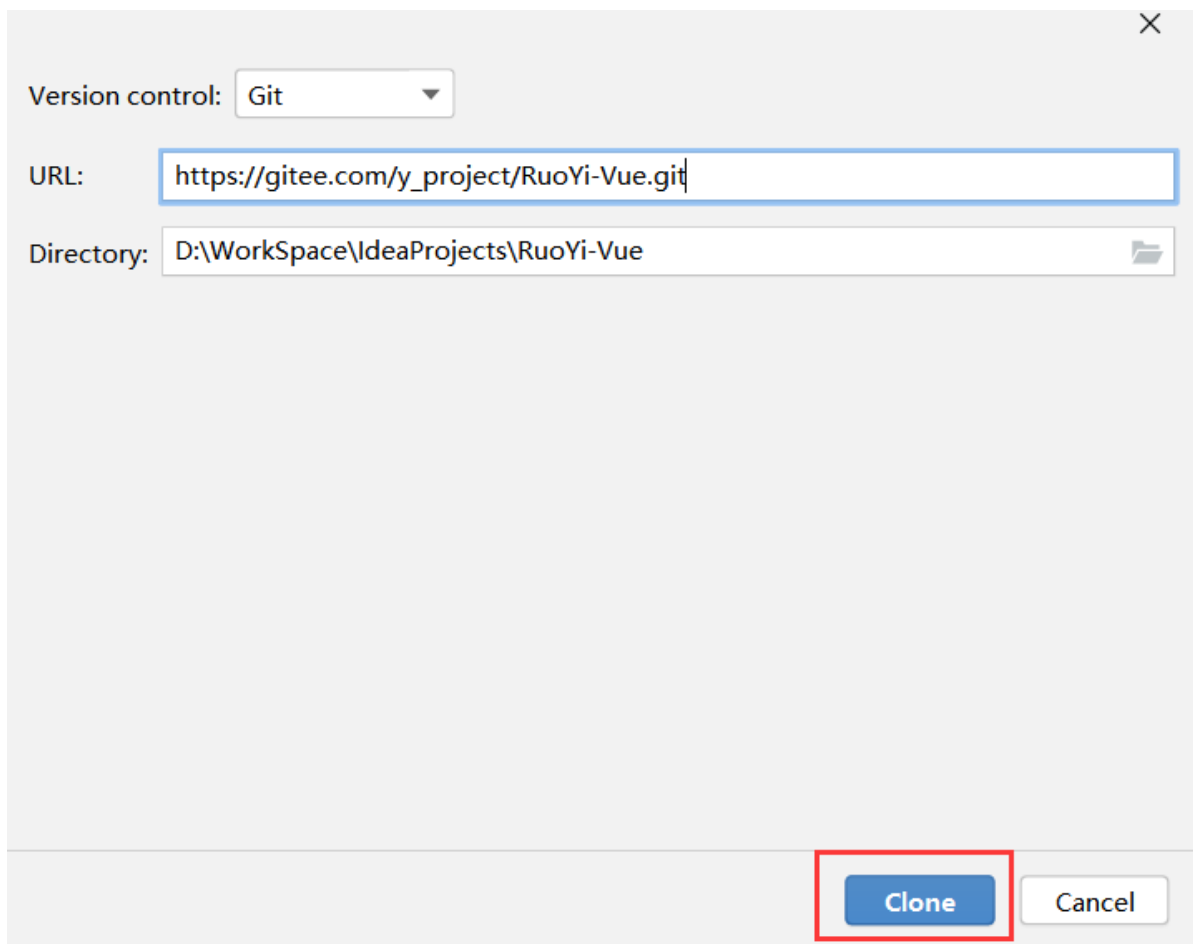 Version control: Git
URL: https://gitee.com/y_project/RuoYi-Vue.git
Directory: D:\WorkSpace\IdeaProjects\RuoYi-Vue
Clone Cancel